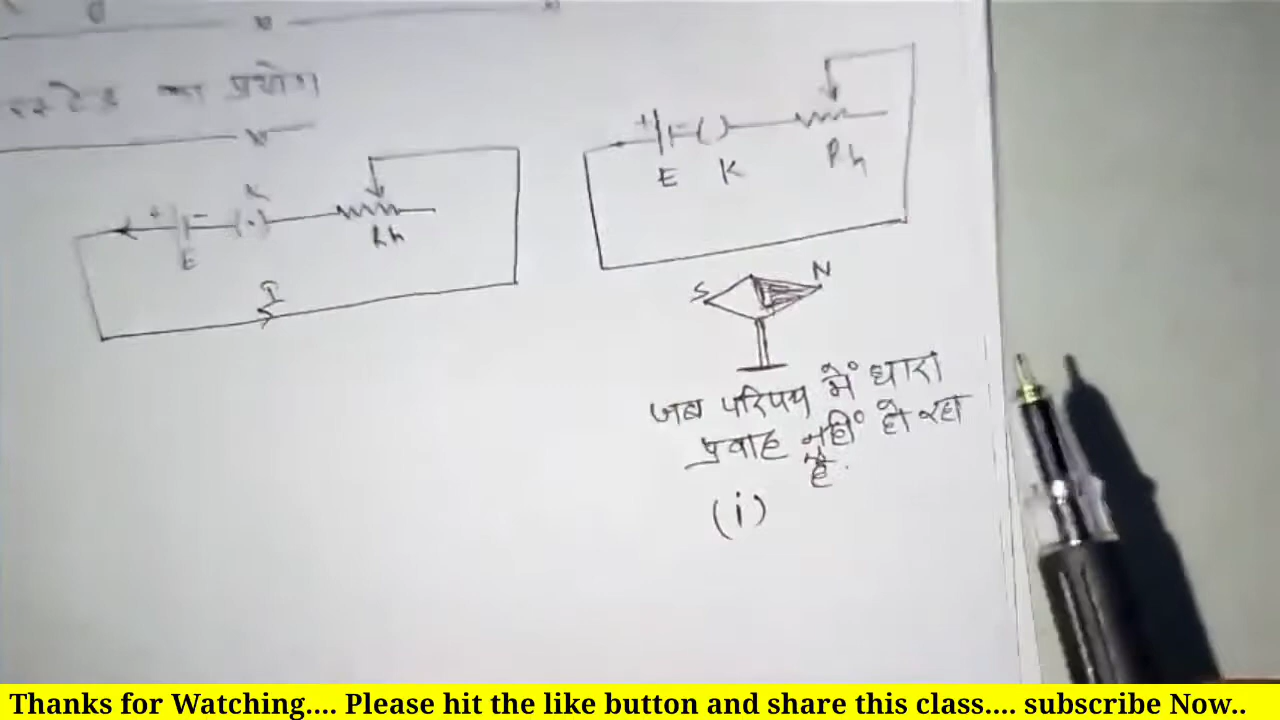 का प्रयोग
K
+ -
E
Rh
I
+ -
E
K
Rh
S N
जब परिपथ में धारा
प्रवाह नहीं हो रहा
है.
(i)
Thanks for Watching.... Please hit the like button and share this class.... subscribe Now..